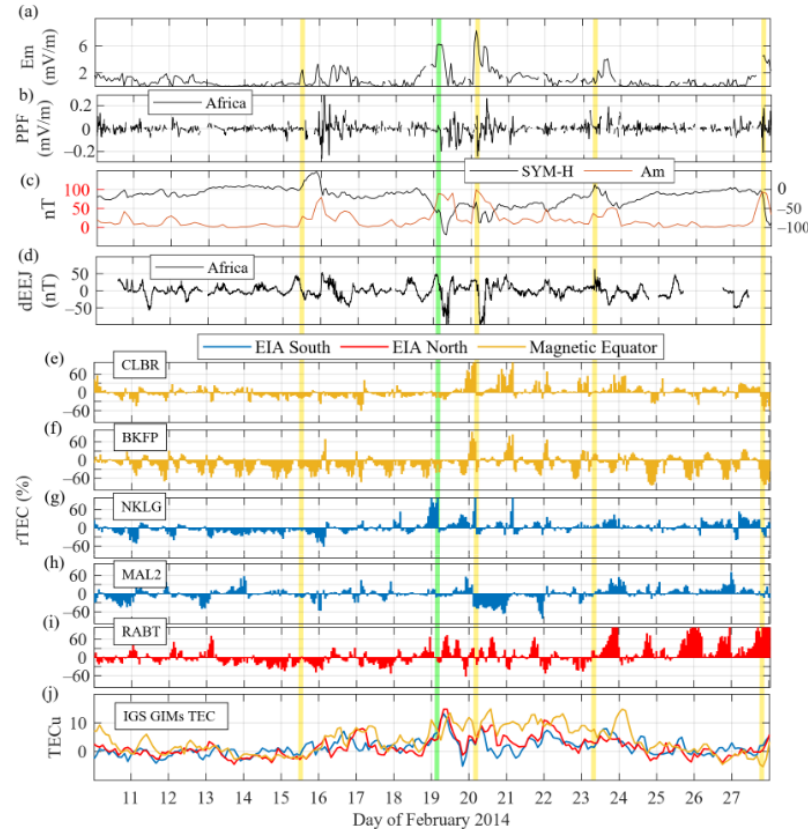 (a)
Em
(mV/m)
6
2
b)
PPF
(mV/m)
0.2
0
−0.2
Africa
(c)
nT
100
50
0
SYM-H Am
0
−50
−100
(d)
dEEJ
(nT)
50
0
−50
Africa
EIA South EIA North Magnetic Equator
rTEC (%)
(e)
CLBR
60
0
−60
(f)
BKFP
60
0
−60
(g)
NKLG
60
0
−60
(h)
MAL2
60
0
−60
(i)
RABT
60
0
−60
(j)
IGS GIMs TEC
TECu
10
0
11 12 13 14 15 16 17 18 19 20 21 22 23 24 25 26 27
Day of February 2014